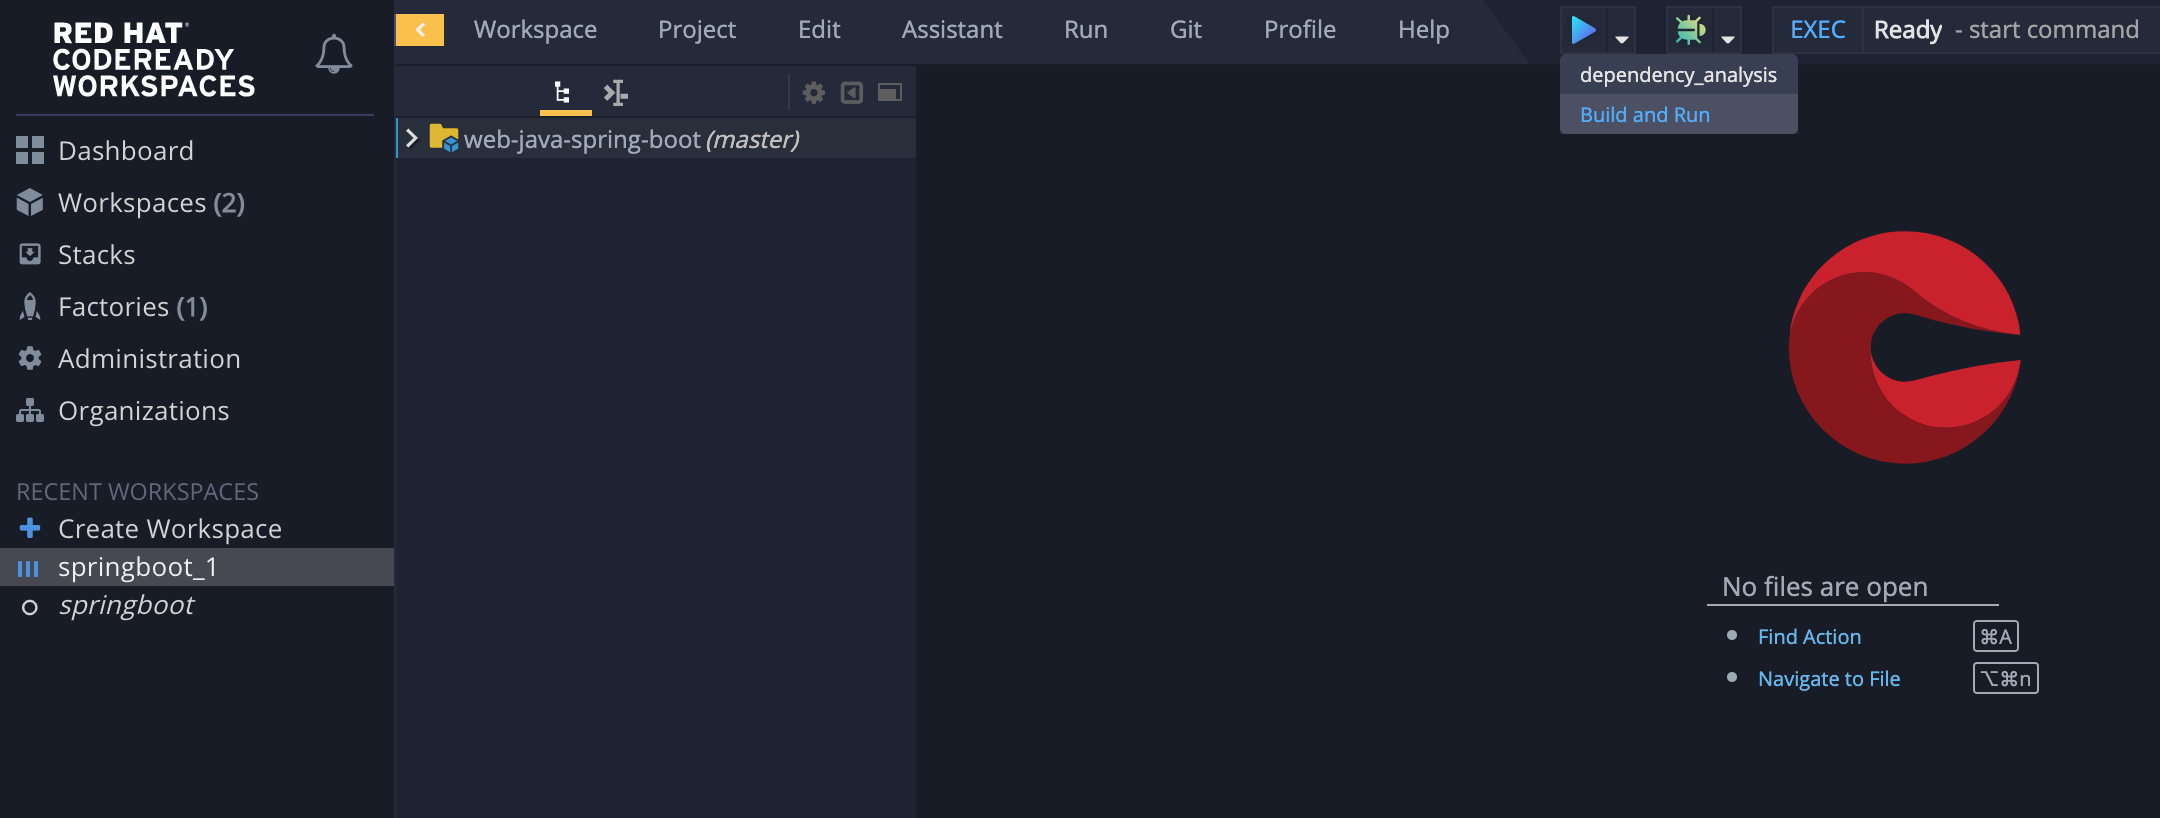 RED HAT
CODEREADY
WORKSPACES
Dashboard
Workspaces (2)
Stacks
Factories (1)
Administration
Organizations
RECENT WORKSPACES
Create Workspace
springboot_1
springboot
Workspace Project Edit Assistant Run Git Profile Help
EXEC Ready - start command
dependency_analysis
Build and Run
web-java-spring-boot (master)
No files are open
Find Action ⌘A
Navigate to File ⌥⌘n